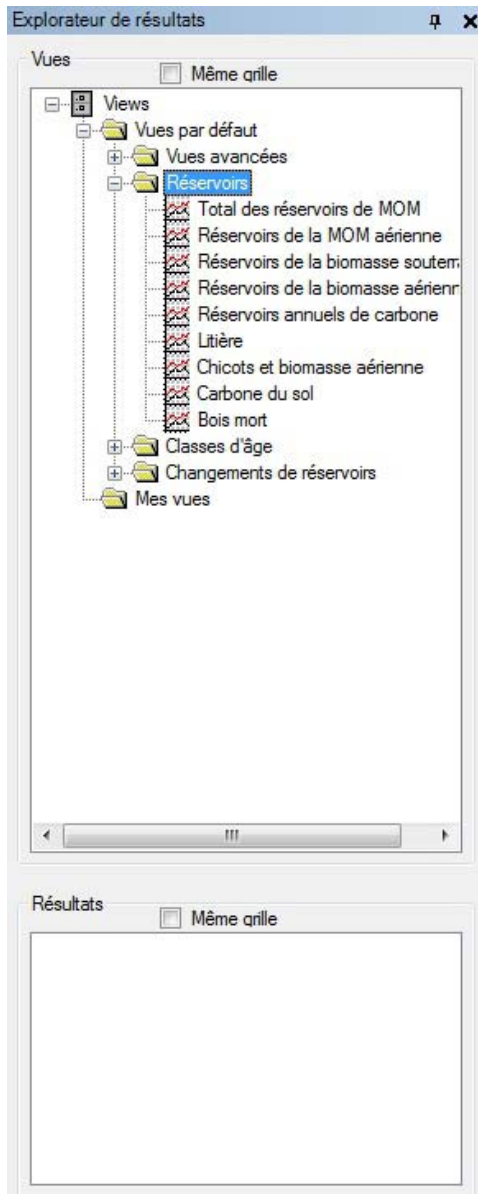 Explorateur de résultats
Vues
Même grille
Views
Vues par défaut
Vues avancées
Réservoirs
Total des réservoirs de MOM
Réservoirs de la MOM aérienne
Réservoirs de la biomasse souterr
Réservoirs de la biomasse aérienr
Réservoirs annuels de carbone
Litière
Chicots et biomasse aérienne
Carbone du sol
Bois mort
Classes d'âge
Changements de réservoirs
Mes vues
Résultats
Même grille